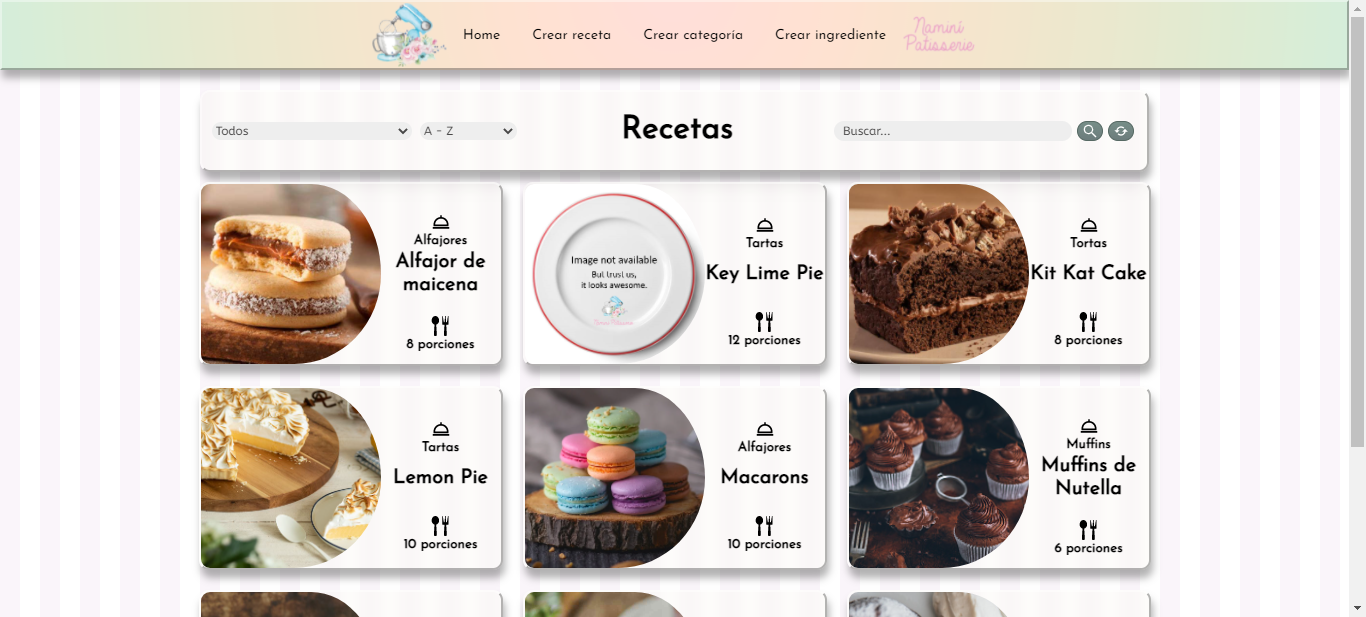 Home
Crear receta
Crear categoría
Crear ingrediente
Naminí
Patisserie
Todos
A - Z
Recetas
Buscar...
Alfajores
Alfajor de
maicena
8 porciones
Image not available
But trust us,
it looks awesome.
Naminí Patisserie
Tartas
Key Lime Pie
12 porciones
Tortas
Kit Kat Cake
8 porciones
Tartas
Lemon Pie
10 porciones
Alfajores
Macarons
10 porciones
Muffins
Muffins de
Nutella
6 porciones